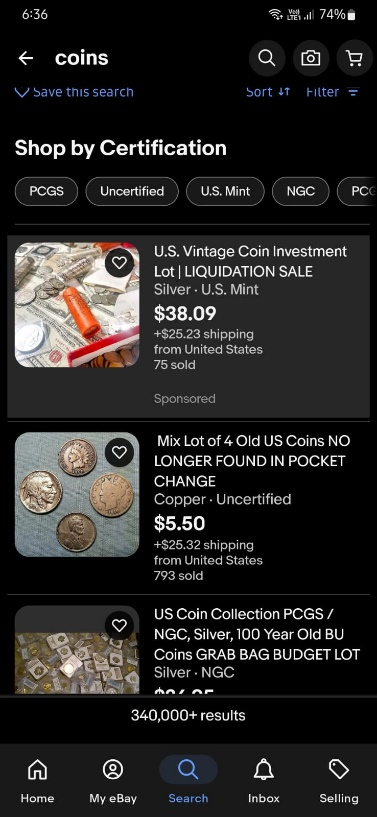 6:36
Vo)) LTE1 74%
coins
Save this search Sort Filter
Shop by Certification
PCGS Uncertified U.S. Mint NGC
U.S. Vintage Coin Investment
Lot | LIQUIDATION SALE
Silver · U.S. Mint
$38.09
+$25.23 shipping
from United States
75 sold
Sponsored
Mix Lot of 4 Old US Coins NO
LONGER FOUND IN POCKET
CHANGE
Copper · Uncertified
$5.50
+$25.32 shipping
from United States
793 sold
US Coin Collection PCGS /
NGC, Silver, 100 Year Old BU
Coins GRAB BAG BUDGET LOT
Silver · NGC
340,000+ results
Home My eBay Search Inbox Selling